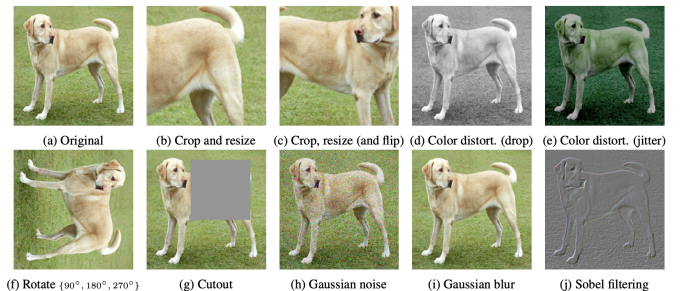 (a) Original
(b) Crop and resize
(c) Crop, resize (and flip)
(d) Color distort. (drop)
(e) Color distort. (jitter)
(f) Rotate {90°, 180°, 270°}
(g) Cutout
(h) Gaussian noise
(i) Gaussian blur
(j) Sobel filtering